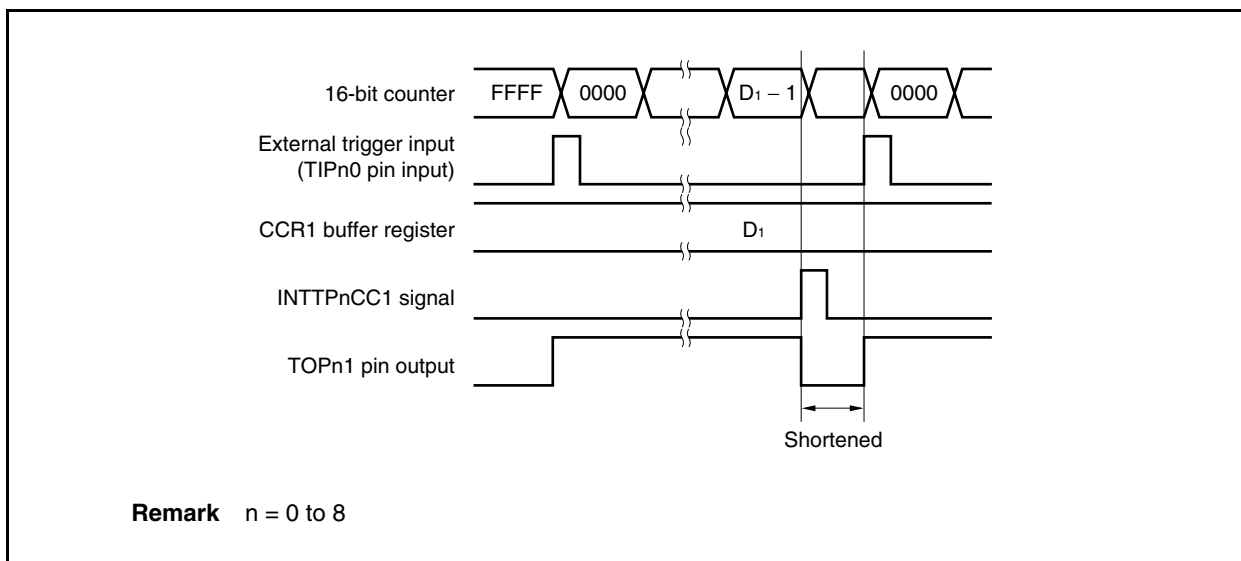 16-bit counter FFFF 0000 D1 − 1 0000
External trigger input
(TIPn0 pin input)
CCR1 buffer register D1
INTTPnCC1 signal
TOPn1 pin output
Shortened
Remark n = 0 to 8